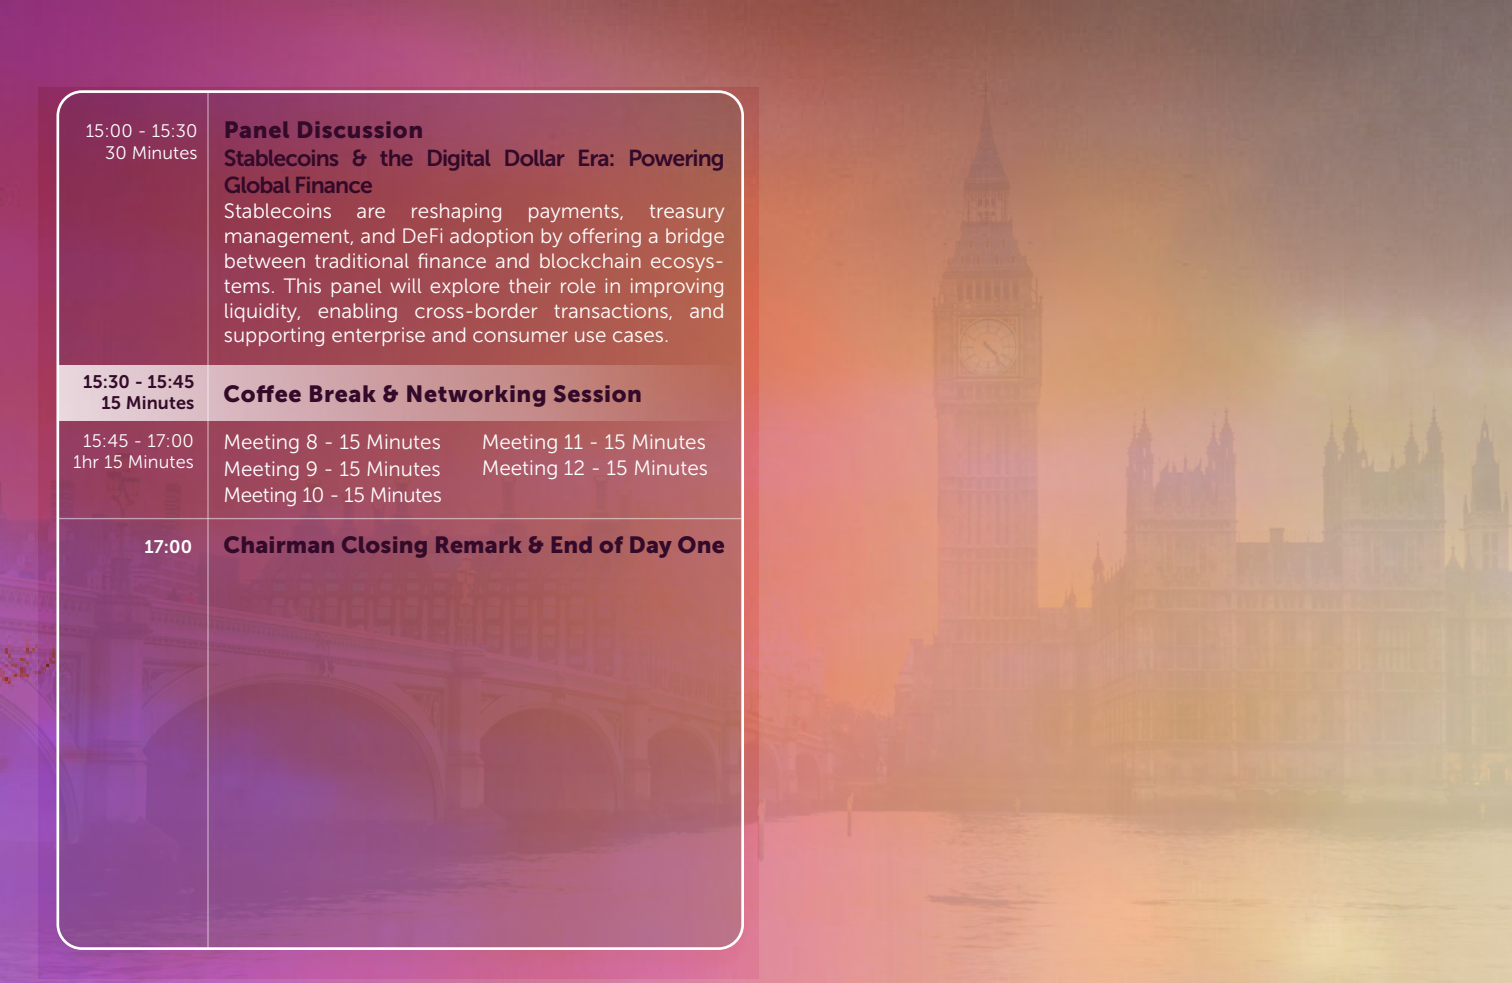 15:00 - 15:30
30 Minutes
Panel Discussion
Stablecoins & the Digital Dollar Era: Powering
Global Finance
Stablecoins are reshaping payments, treasury
management, and DeFi adoption by offering a bridge
between traditional finance and blockchain ecosys-
tems. This panel will explore their role in improving
liquidity, enabling cross-border transactions, and
supporting enterprise and consumer use cases.
15:30 - 15:45
15 Minutes
Coffee Break & Networking Session
15:45 - 17:00
1hr 15 Minutes
Meeting 8 - 15 Minutes
Meeting 9 - 15 Minutes
Meeting 10 - 15 Minutes
Meeting 11 - 15 Minutes
Meeting 12 - 15 Minutes
17:00
Chairman Closing Remark & End of Day One